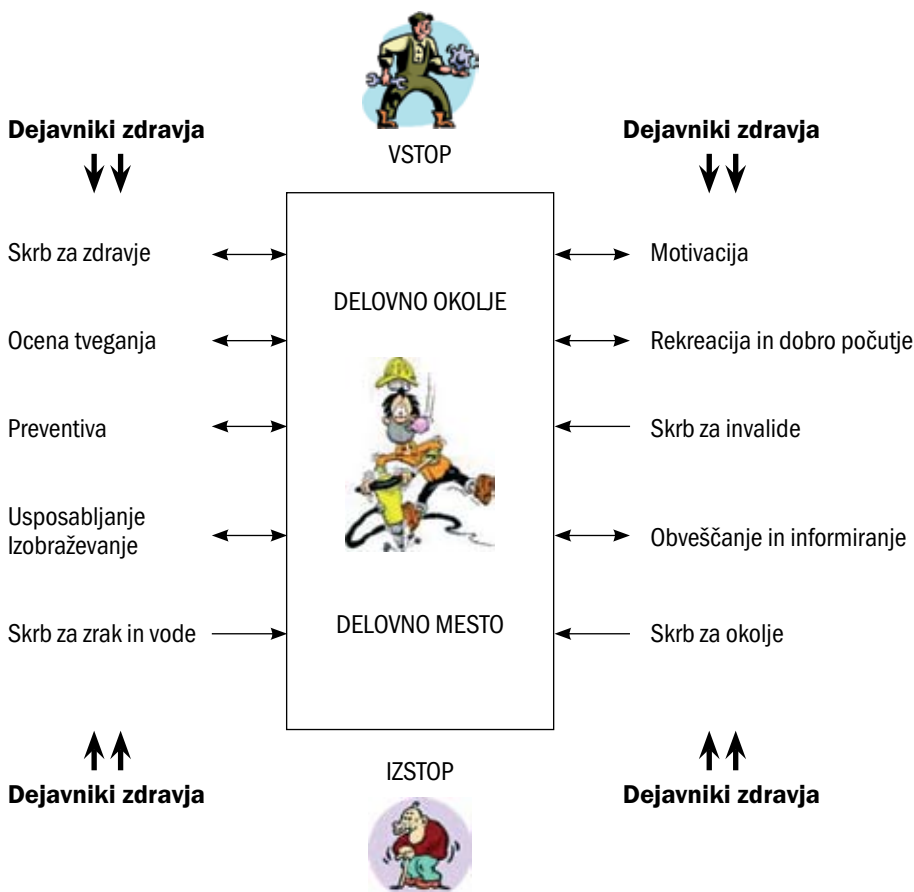 Dejavniki zdravja
Dejavniki zdravja
VSTOP
Skrb za zdravje
Motivacija
DELOVNO OKOLJE
Ocena tveganja
Rekreacija in dobro počutje
Preventiva
Skrb za invalide
Usposabljanje
Izobraževanje
Obveščanje in informiranje
Skrb za zrak in vode
DELOVNO MESTO
Skrb za okolje
IZSTOP
Dejavniki zdravja
Dejavniki zdravja